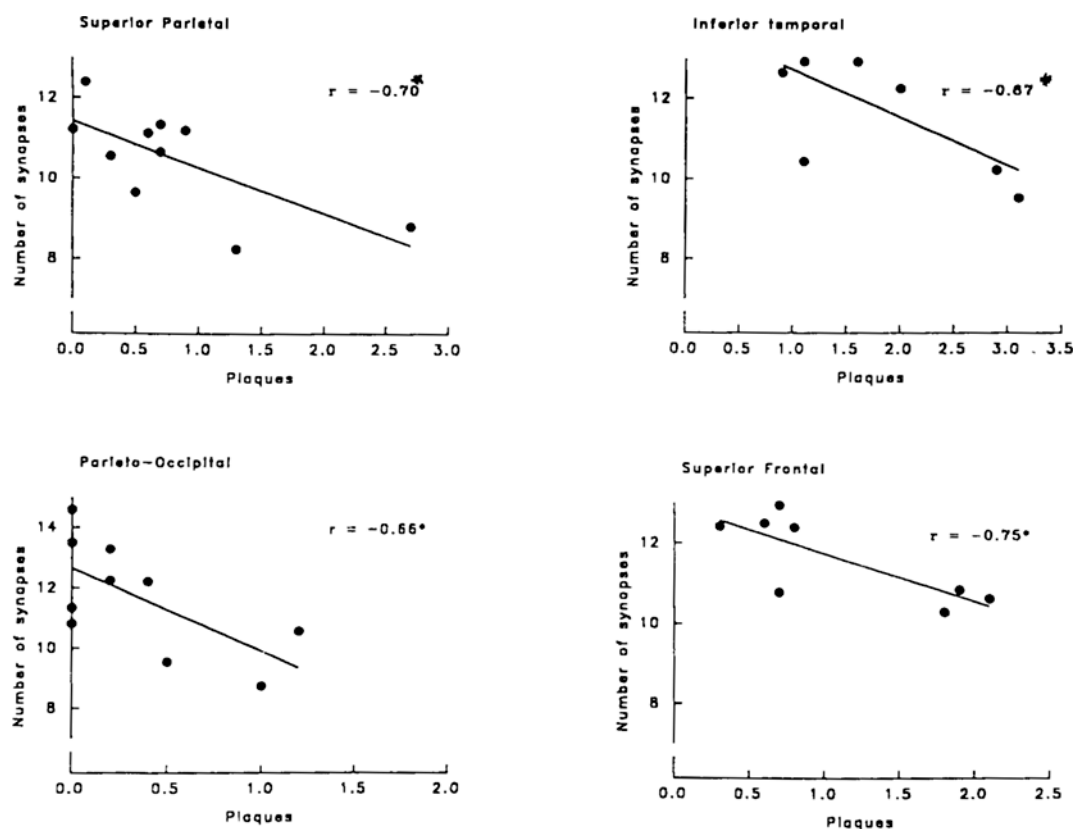 Superior Parietal
r = -0.70*
Number of synapses
12
10
8
0.0 0.5 1.0 1.5 2.0 2.5 3.0
Plaques
Inferior temporal
r = -0.67*
Number of synapses
12
10
8
0.0 0.5 1.0 1.5 2.0 2.5 3.0 3.5
Plaques
Parieto-Occipital
r = -0.66*
Number of synapses
14
12
10
8
0.0 0.5 1.0 1.5 2.0
Plaques
Superior Frontal
r = -0.75*
Number of synapses
12
10
8
0.0 0.5 1.0 1.5 2.0 2.5
Plaques